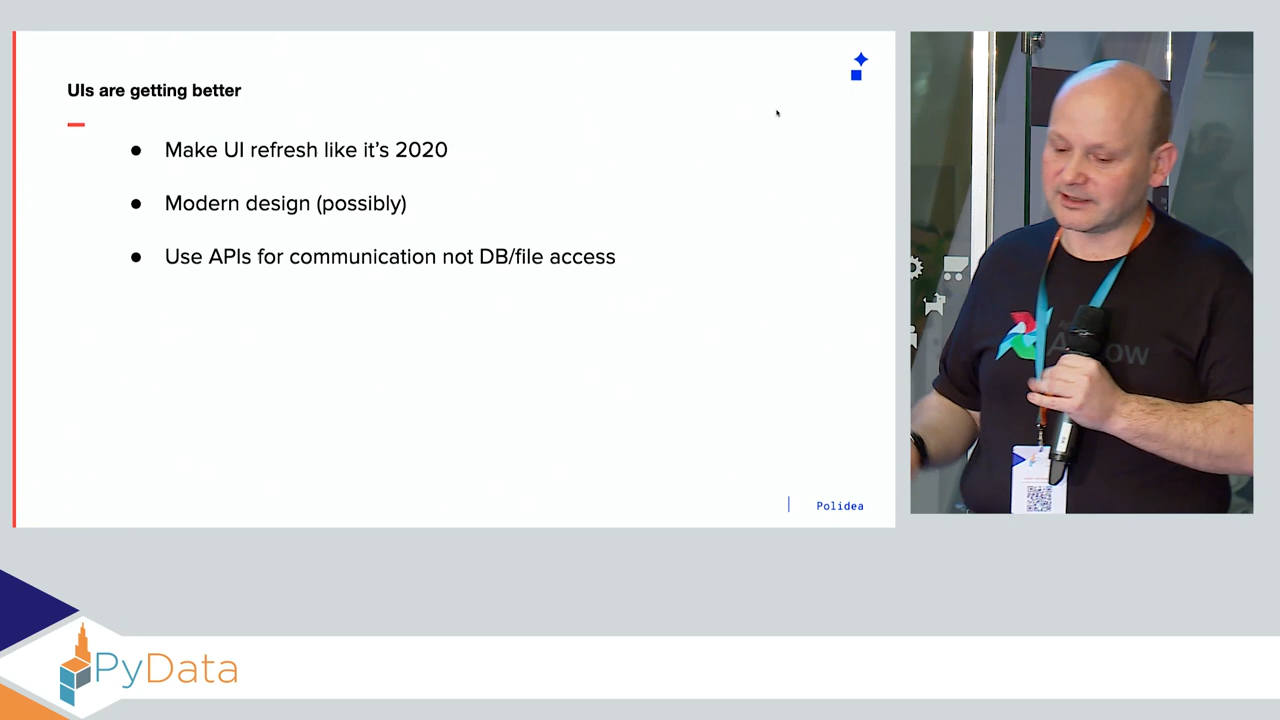 UIs are getting better
● Make UI refresh like it's 2020
● Modern design (possibly)
● Use APIs for communication not DB/file access
Polidea
PyData